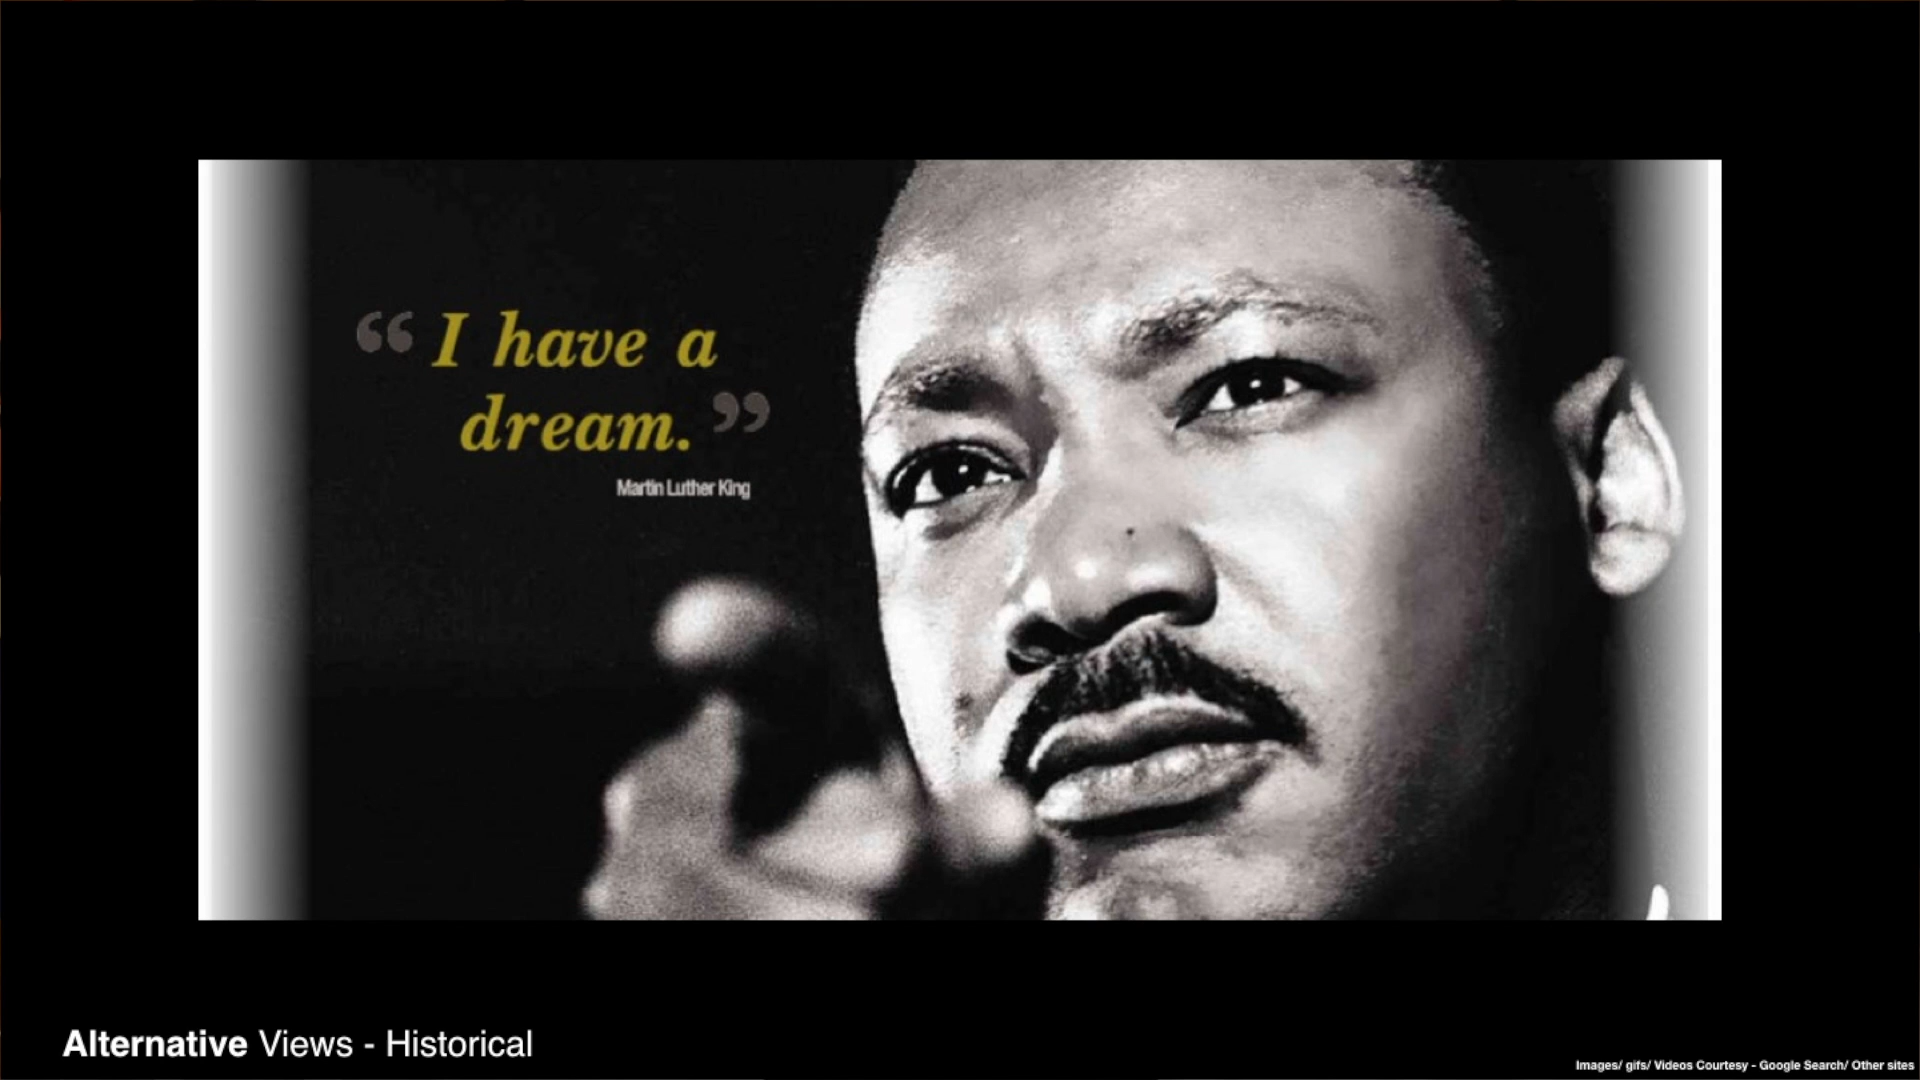 “ I have a
dream. ”
Martin Luther King
Alternative Views - Historical
Images/ gifs/ Videos Courtesy - Google Search/ Other sites